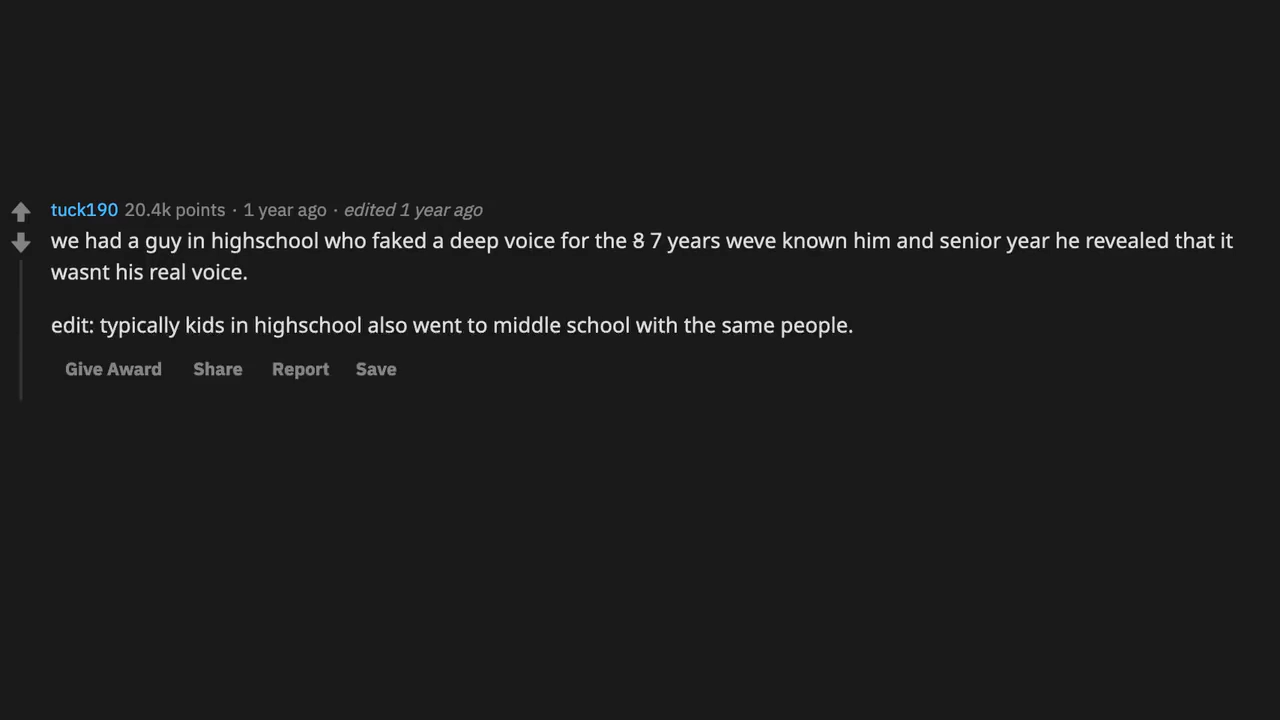 tuck190 20.4k points · 1 year ago · edited 1 year ago
we had a guy in highschool who faked a deep voice for the 8 7 years weve known him and senior year he revealed that it
wasnt his real voice.
edit: typically kids in highschool also went to middle school with the same people.
Give Award Share Report Save